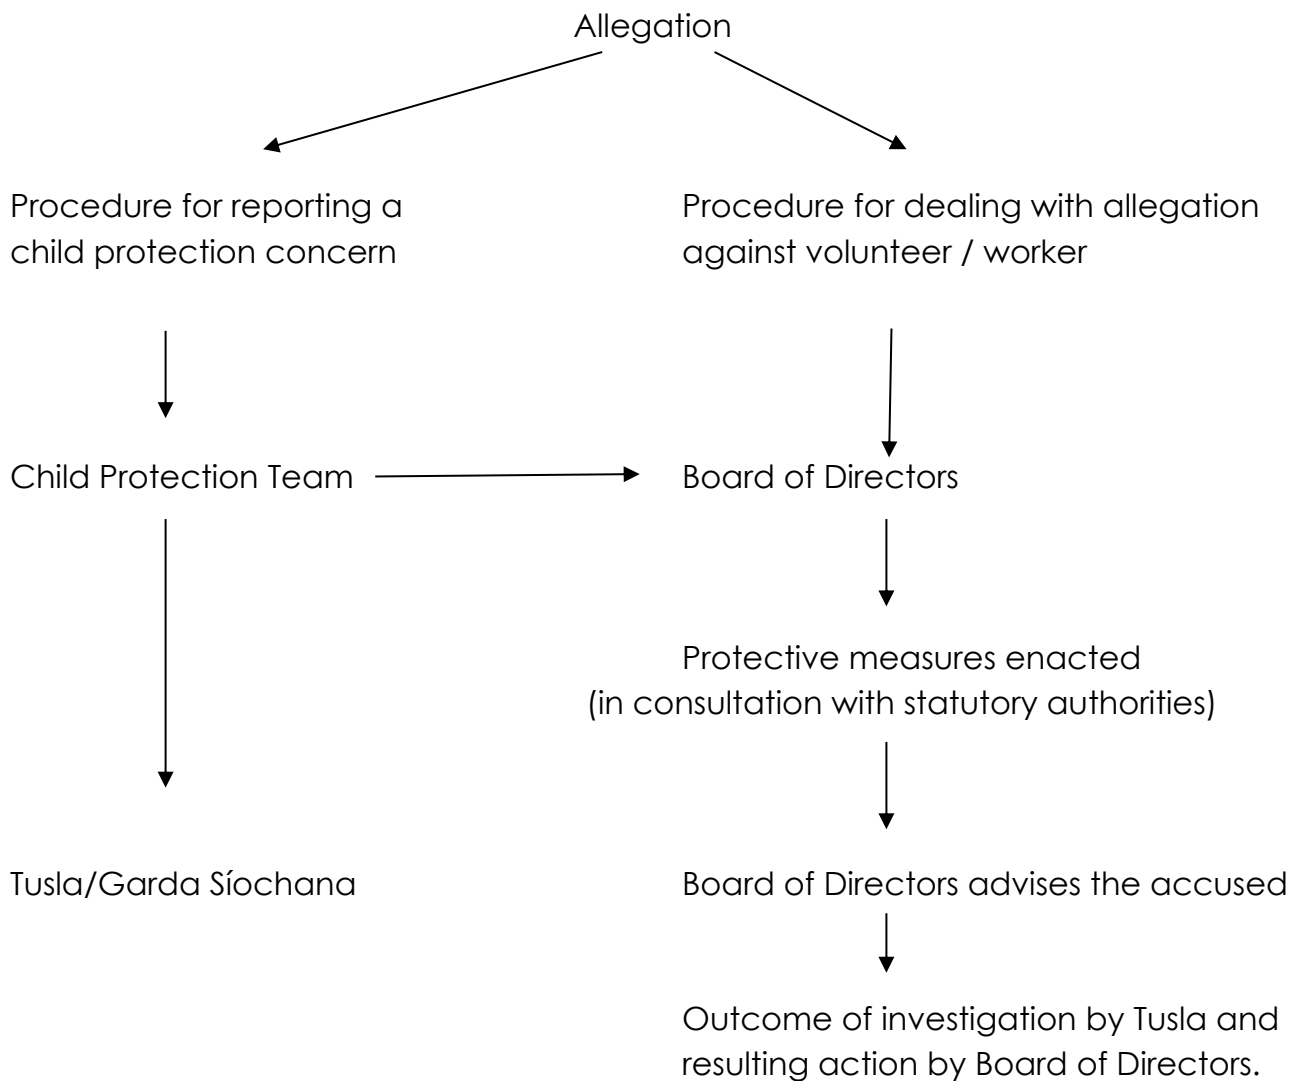 Allegation
Procedure for reporting a
child protection concern
Procedure for dealing with allegation
against volunteer / worker
Child Protection Team
Board of Directors
Protective measures enacted
(in consultation with statutory authorities)
Tusla/Garda Síochana
Board of Directors advises the accused
Outcome of investigation by Tusla and
resulting action by Board of Directors.